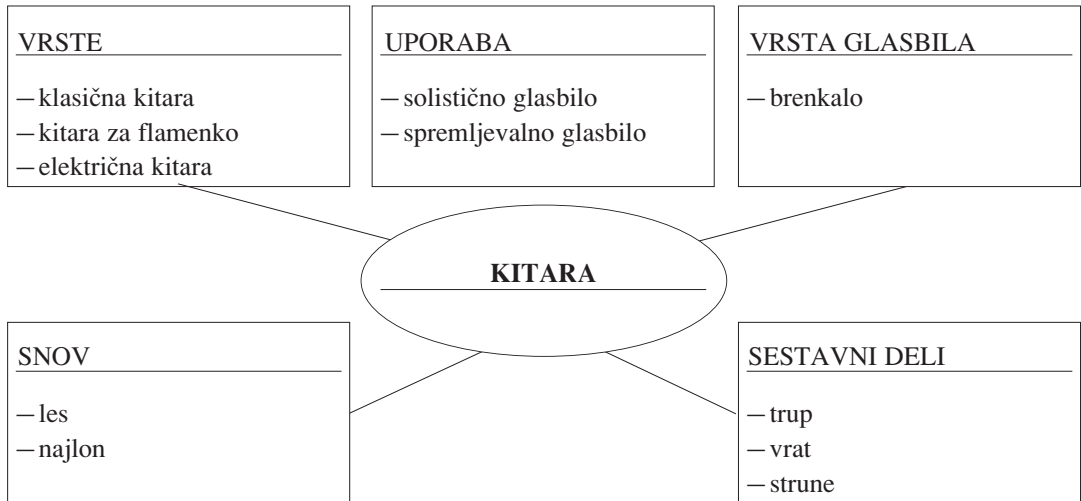 VRSTE
– klasična kitara
– kitara za flamenko
– električna kitara
UPORABA
– solistično glasbilo
– spremljevalno glasbilo
VRSTA GLASBILA
– brenkalo
KITARA
SNOV
– les
– najlon
SESTAVNI DELI
– trup
– vrat
– strune